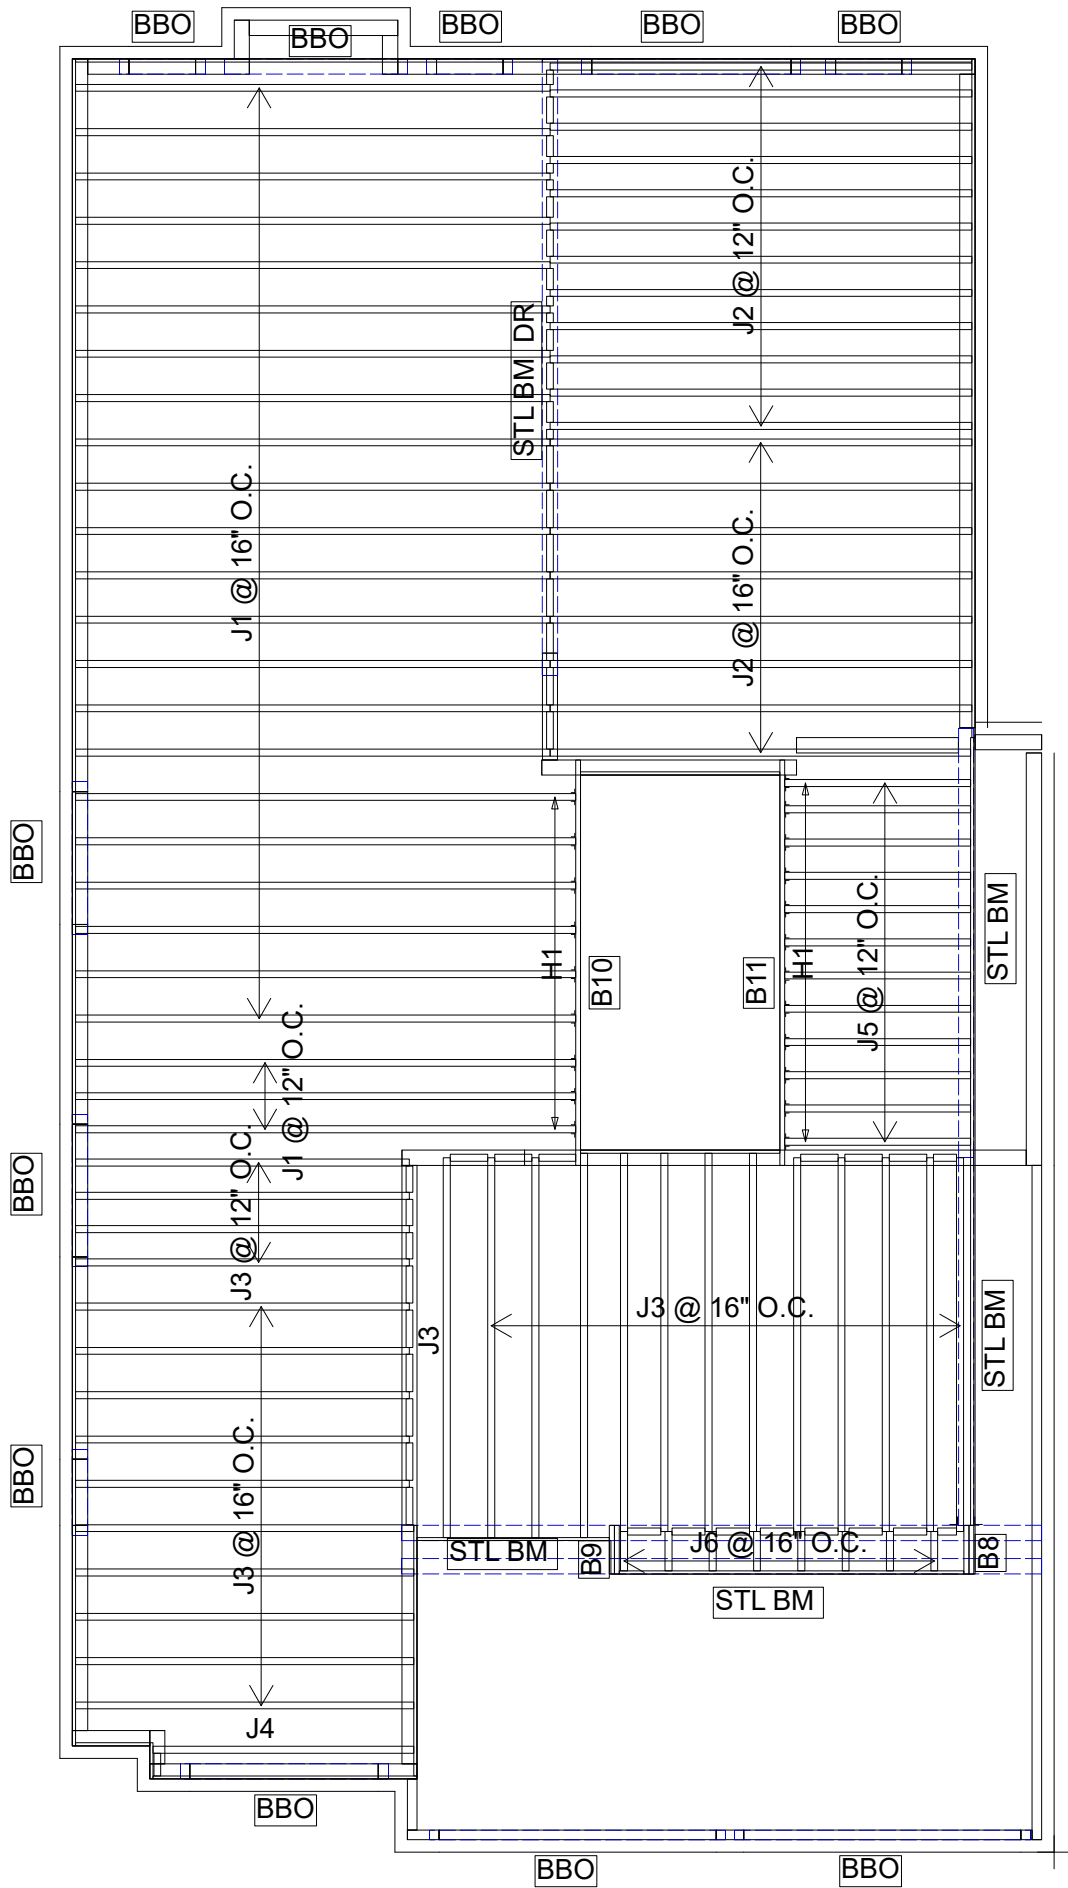 BBO
BBO
BBO
BBO
BBO
J2 @ 12" O.C.
STL BM DR
J1 @ 16" O.C.
J2 @ 16" O.C.
BBO
H1
B10
B11
H1
J5 @ 12" O.C.
STL BM
J1 @ 12" O.C.
BBO
J3 @ 12" O.C.
J3 @ 16" O.C.
J3
STL BM
BBO
J3 @ 16" O.C.
STL BM
B9
J6 @ 16" O.C.
B8
STL BM
J4
BBO
BBO
BBO